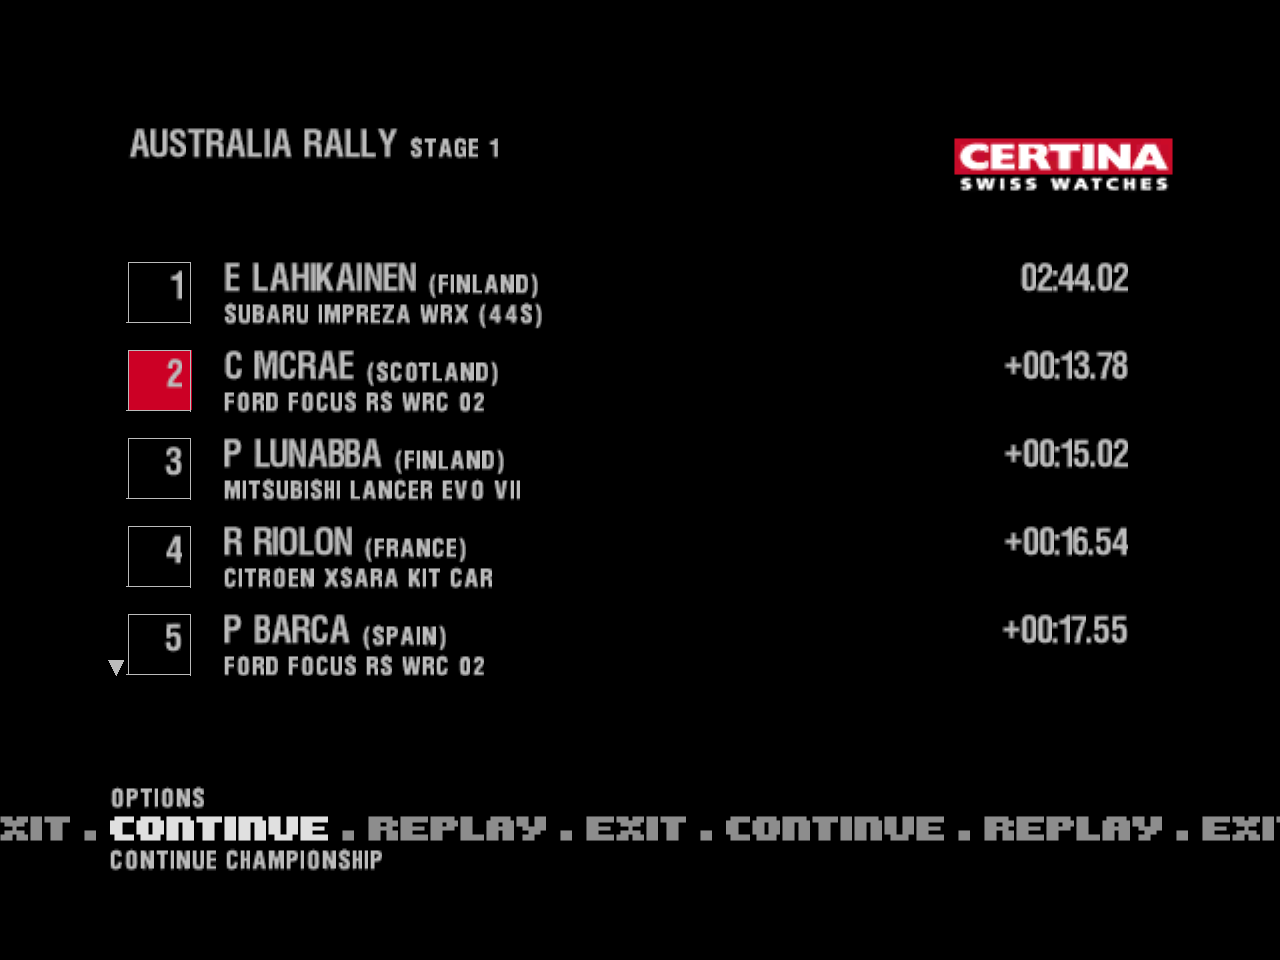 AUSTRALIA RALLY STAGE 1
CERTINA
SWISS WATCHES
1 E LAHIKAINEN (FINLAND) 02:44.02
SUBARU IMPREZA WRX (44S)
2 C MCRAE (SCOTLAND) +00:13.78
FORD FOCUS RS WRC 02
3 P LUNABBA (FINLAND) +00:15.02
MITSUBISHI LANCER EVO VII
4 R RIOLON (FRANCE) +00:16.54
CITROEN XSARA KIT CAR
5 P BARCA (SPAIN) +00:17.55
FORD FOCUS RS WRC 02
OPTIONS
XIT . CONTINUE . REPLAY . EXIT . CONTINUE . REPLAY . EXI
CONTINUE CHAMPIONSHIP